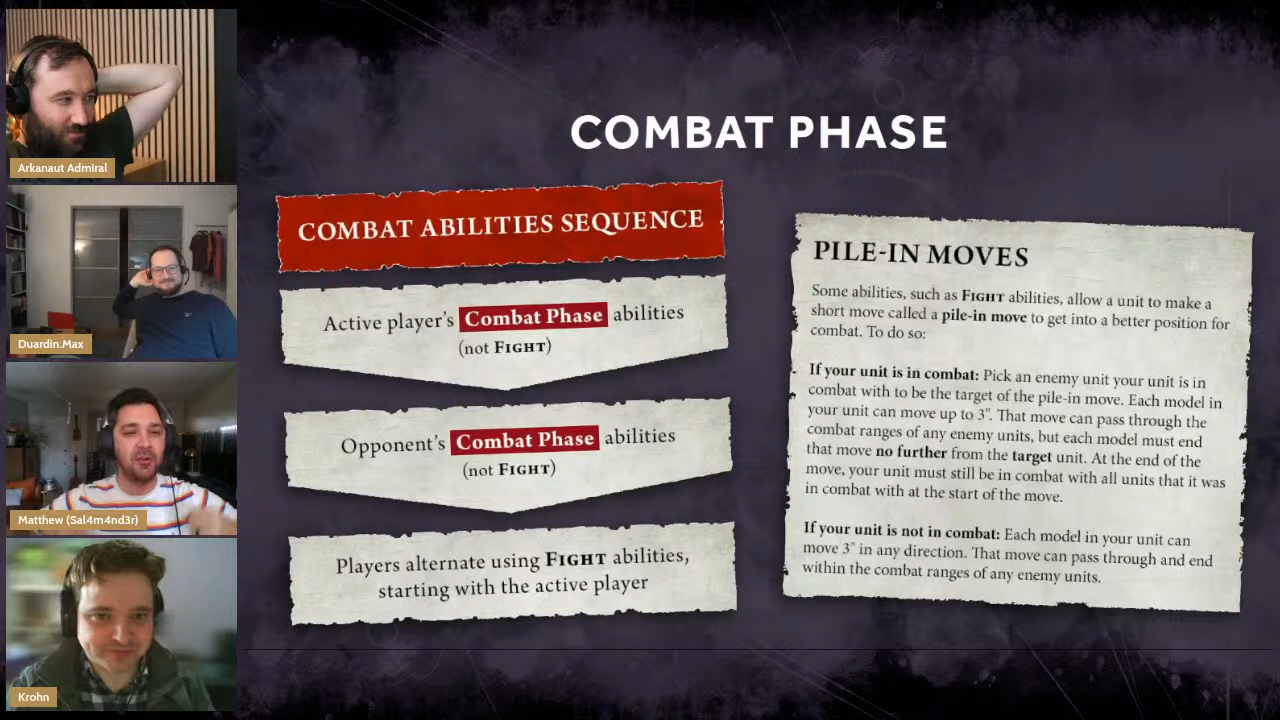 Arkanaut Admiral
Duardin.Max
Matthew (Sal4m4nd3r)
Krohn
COMBAT PHASE
COMBAT ABILITIES SEQUENCE
Active player's Combat Phase abilities
(not FIGHT)
Opponent's Combat Phase abilities
(not FIGHT)
Players alternate using FIGHT abilities,
starting with the active player
PILE-IN MOVES
Some abilities, such as FIGHT abilities, allow a unit to make a
short move called a pile-in move to get into a better position for
combat. To do so:
If your unit is in combat: Pick an enemy unit your unit is in
combat with to be the target of the pile-in move. Each model in
your unit can move up to 3". That move can pass through the
combat ranges of any enemy units, but each model must end
that move no further from the target unit. At the end of the
move, your unit must still be in combat with all units that it was
in combat with at the start of the move.
If your unit is not in combat: Each model in your unit can
move 3" in any direction. That move can pass through and end
within the combat ranges of any enemy units.